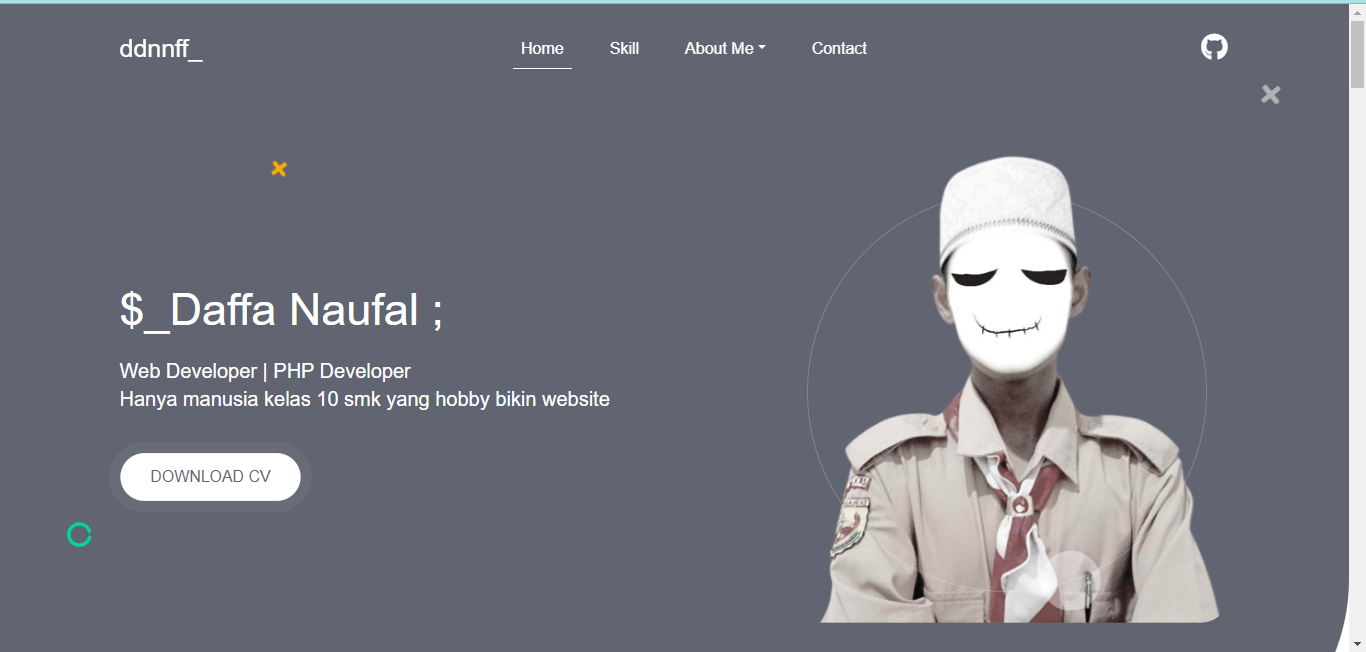 ddnnff_
Home
Skill
About Me
Contact
$_Daffa Naufal ;
Web Developer | PHP Developer
Hanya manusia kelas 10 smk yang hobby bikin website
DOWNLOAD CV